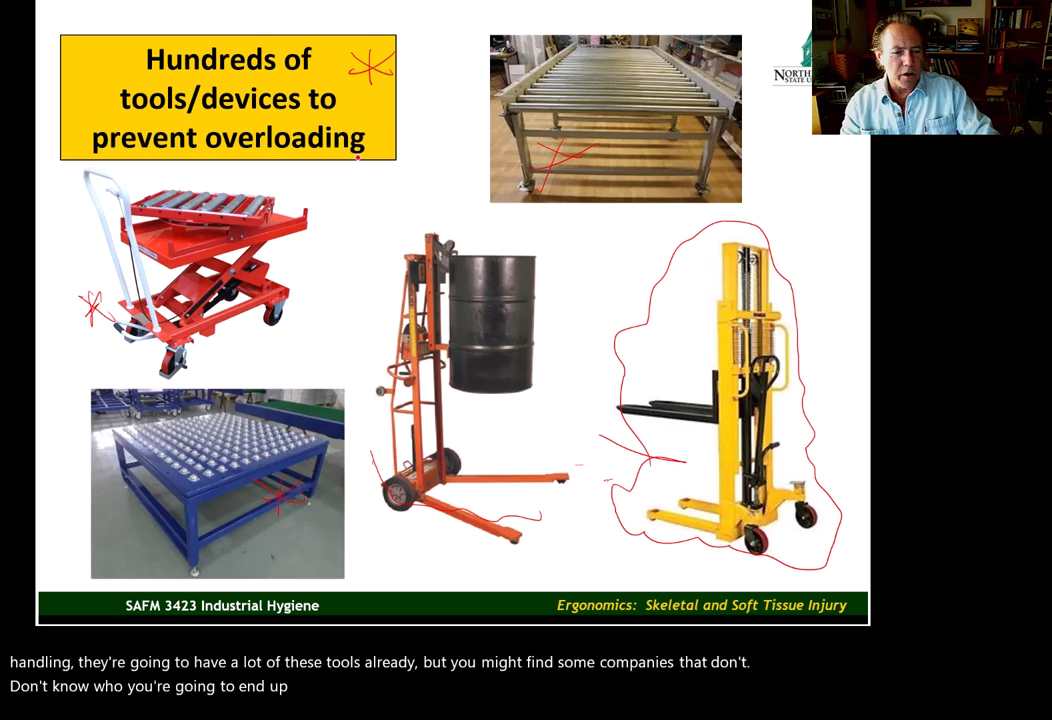 Hundreds of
tools/devices to
prevent overloading
SAFM 3423 Industrial Hygiene
Ergonomics: Skeletal and Soft Tissue Injury
handling, they're going to have a lot of these tools already, but you might find some companies that don't.
Don't know who you're going to end up